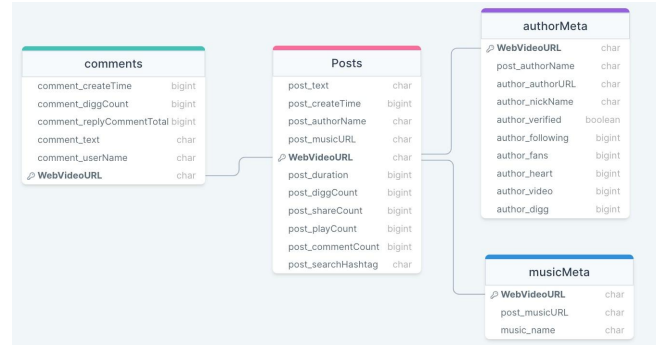 comments
comment_createTime bigint
comment_diggCount bigint
comment_replyCommentTotal bigint
comment_text char
comment_userName char
WebVideoURL char
Posts
post_text char
post_createTime bigint
post_authorName char
post_musicURL char
WebVideoURL char
post_duration bigint
post_diggCount bigint
post_shareCount bigint
post_playCount bigint
post_commentCount bigint
post_searchHashtag char
authorMeta
WebVideoURL char
post_authorName char
author_authorURL char
author_nickName char
author_verified boolean
author_following bigint
author_fans bigint
author_heart bigint
author_video bigint
author_digg bigint
musicMeta
WebVideoURL char
post_musicURL char
music_name char